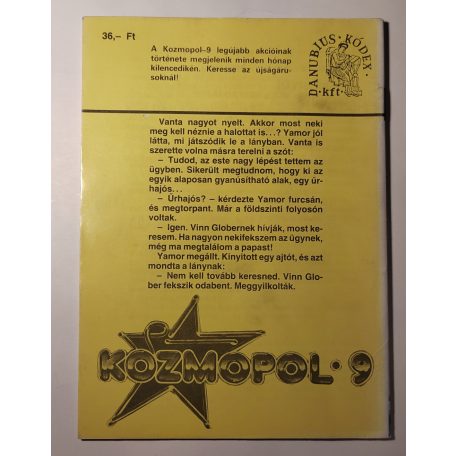 36,– Ft
A Kozmopol–9 legújabb akcióinak
története megjelenik minden hónap
kilencedikén. Keresse az újságáru-
soknál!
DANUBIUS · KÓDEX ·
· kft ·
Vanta nagyot nyelt. Akkor most neki
meg kell néznie a halottat is...? Yamor jól
látta, mi játszódik le a lányban. Vanta is
szerette volna másra terelni a szót:
– Tudod, az este nagy lépést tettem az
ügyben. Sikerült megtudnom, hogy ki az
egyik alaposan gyanúsítható alak, egy űr-
hajós...
– Űrhajós? – kérdezte Yamor furcsán,
és megtorpant. Már a földszinti folyosón
voltak.
– Igen. Vinn Globernek hívják, most ke-
resem. Ha nagyon nekifekszem az ügynek,
még ma megtalálom a papast!
Yamor megállt. Kinyitott egy ajtót, és azt
mondta a lánynak:
– Nem kell tovább keresned. Vinn Glo-
ber fekszik odabent. Meggyilkolták.
KOZMOPOL · 9